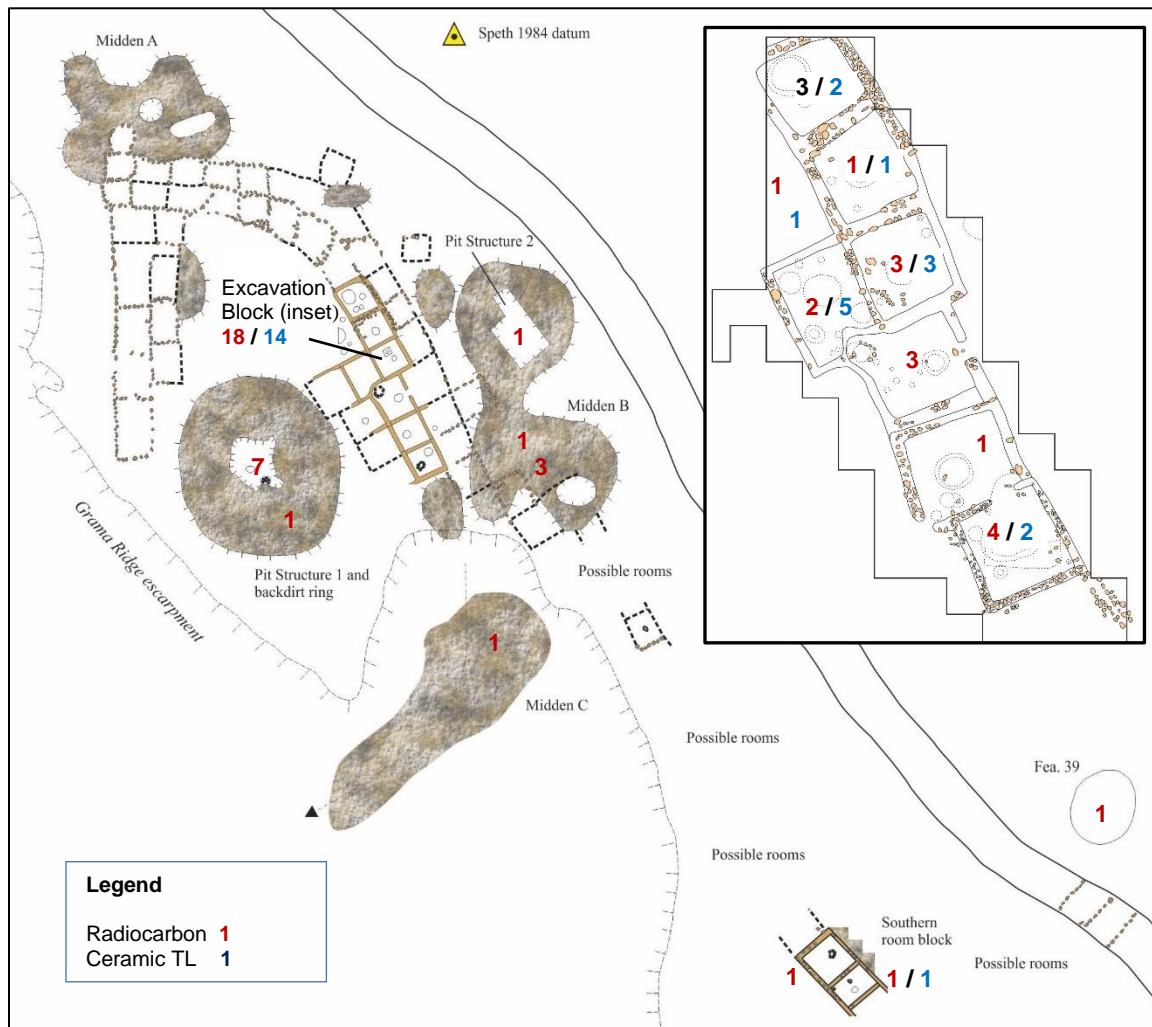 Midden A
Speth 1984 datum
Pit Structure 2
Excavation
Block (inset)
18 / 14
1
Midden B
1
3
7
1
Grama Ridge escarpment
Pit Structure 1 and
backdirt ring
Possible rooms
1
Midden C
3 / 2
1 / 1
1
1
3 / 3
2 / 5
3
1
4 / 2
Possible rooms
Fea. 39
1
Possible rooms
Southern
room block
1
1 / 1
Possible rooms
Legend
Radiocarbon 1
Ceramic TL 1